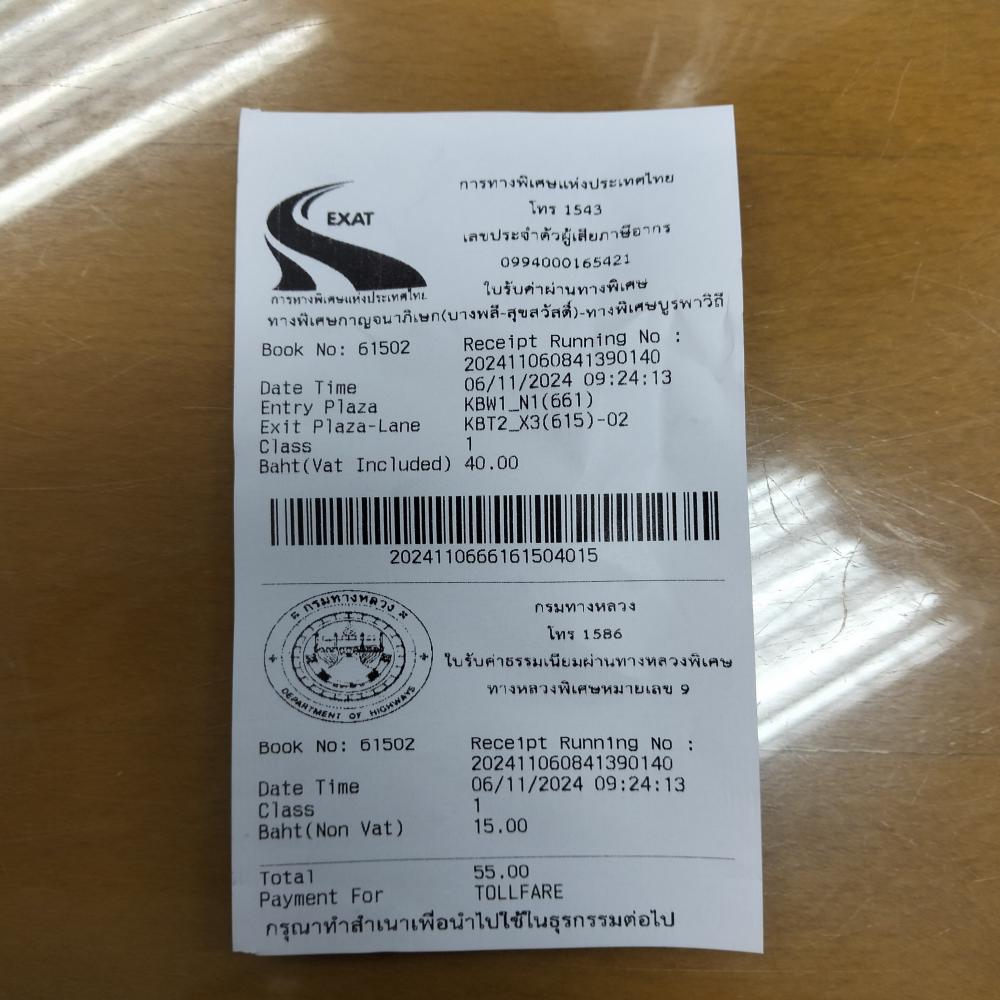 EXAT
การทางพิเศษแห่งประเทศไทย
การทางพิเศษแห่งประเทศไทย
โทร 1543
เลขประจำตัวผู้เสียภาษีอากร
0994000165421
ใบรับค่าผ่านทางพิเศษ
ทางพิเศษกาญจนาภิเษก(บางพลี-สุขสวัสดิ์)-ทางพิเศษบูรพาวิถี
Book No: 61502 Receipt Running No :
202411060841390140
Date Time 06/11/2024 09:24:13
Entry Plaza KBW1_N1(661)
Exit Plaza-Lane KBT2_X3(615)-02
Class 1
Baht(Vat Included) 40.00
2024110666161504015
กรมทางหลวง
DEPARTMENT OF HIGHWAYS
กรมทางหลวง
โทร 1586
ใบรับค่าธรรมเนียมผ่านทางหลวงพิเศษ
ทางหลวงพิเศษหมายเลข 9
Book No: 61502 Receipt Running No :
202411060841390140
Date Time 06/11/2024 09:24:13
Class 1
Baht(Non Vat) 15.00
Total 55.00
Payment For TOLLFARE
กรุณาทำสำเนาเพื่อนำไปใช้ในธุรกรรมต่อไป